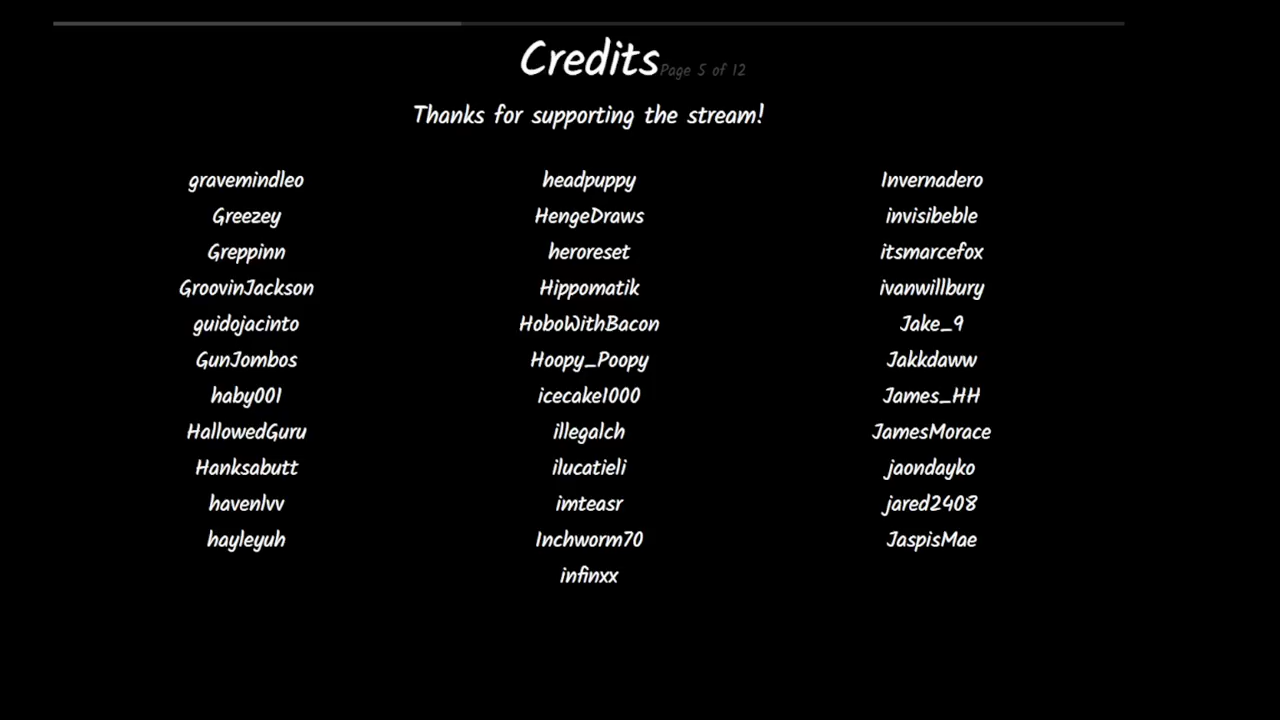 Credits Page 5 of 12
Thanks for supporting the stream!
gravemindleo
Greezey
Greppinn
GroovinJackson
guidojacinto
GunJombos
haby001
HallowedGuru
Hanksabutt
havenlvv
hayleyuh
headpuppy
HengeDraws
heroreset
Hippomatik
HoboWithBacon
Hoopy_Poopy
icecake1000
illegalch
ilucatieli
imteasr
Inchworm70
infinxx
Invernadero
invisibeble
itsmarcefox
ivanwillbury
Jake_9
Jakkdaww
James_HH
JamesMorace
jaondayko
jared2408
JaspisMae